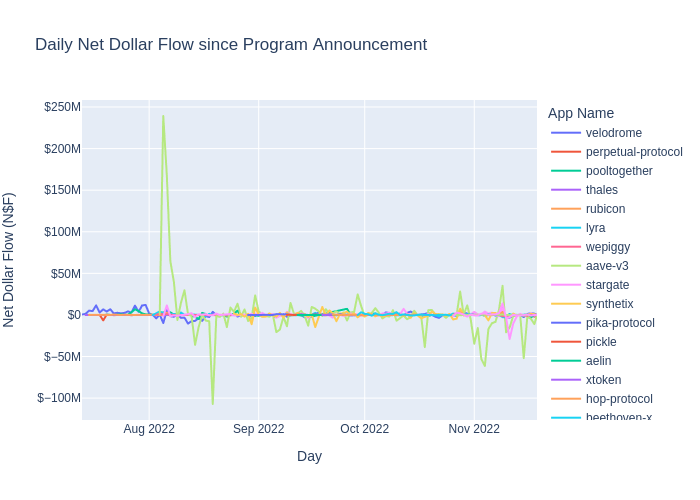 Daily Net Dollar Flow since Program Announcement
Net Dollar Flow (N$F)
$250M
$200M
$150M
$100M
$50M
$0
$−50M
$−100M
Aug 2022
Sep 2022
Oct 2022
Nov 2022
Day
App Name
velodrome
perpetual-protocol
pooltogether
thales
rubicon
lyra
wepiggy
aave-v3
stargate
synthetix
pika-protocol
pickle
aelin
xtoken
hop-protocol
beethoven-x